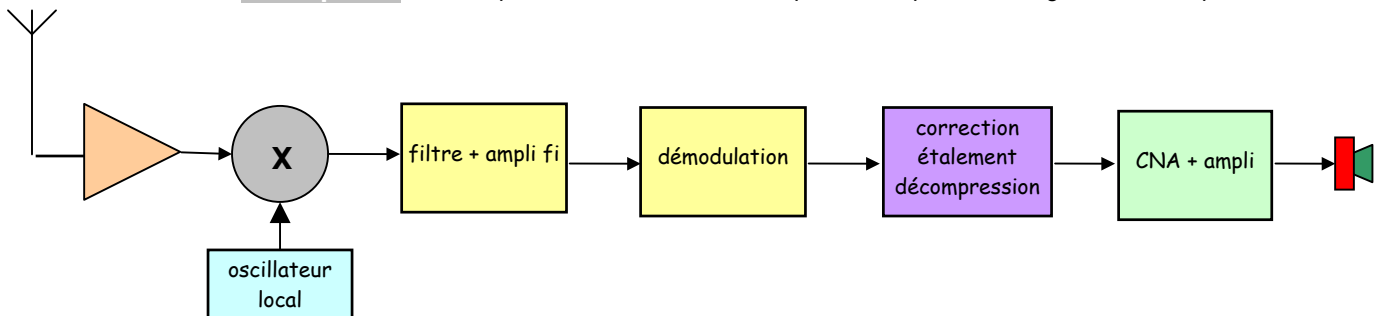 X
filtre + ampli fi
démodulation
correction
étalement
décompression
CNA + ampli
oscillateur
local